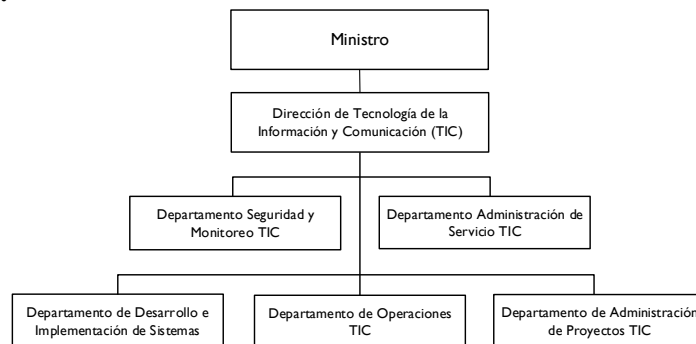 Ministro
Dirección de Tecnología de la
Información y Comunicación (TIC)
Departamento Seguridad y
Monitoreo TIC
Departamento Administración de
Servicio TIC
Departamento de Desarrollo e
Implementación de Sistemas
Departamento de Operaciones
TIC
Departamento de Administración
de Proyectos TIC